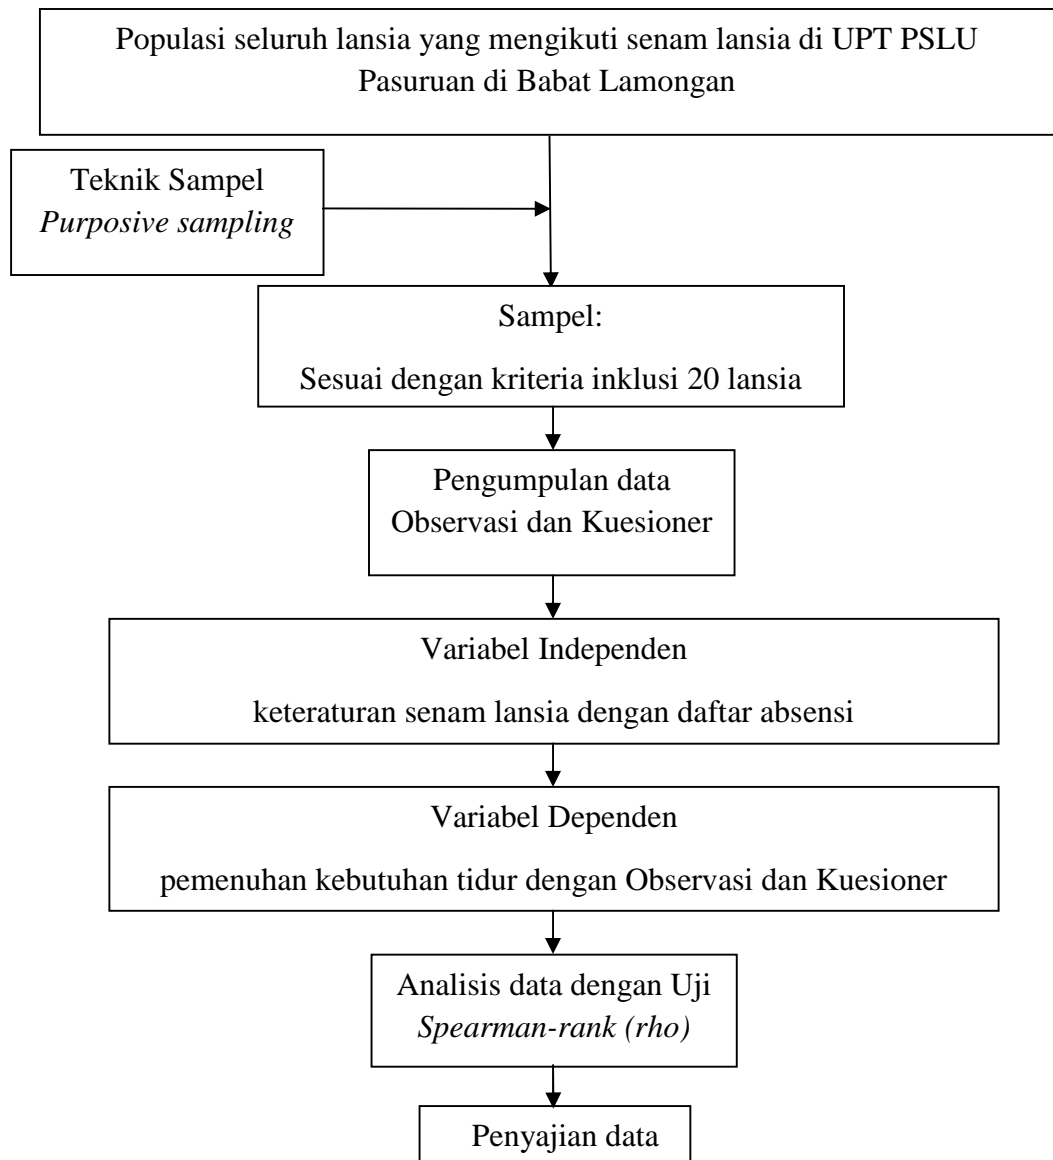 Populasi seluruh lansia yang mengikuti senam lansia di UPT PSLU
Pasuruan di Babat Lamongan
Teknik Sampel
Purposive sampling
Sampel:
Sesuai dengan kriteria inklusi 20 lansia
Pengumpulan data
Observasi dan Kuesioner
Variabel Independen
keteraturan senam lansia dengan daftar absensi
Variabel Dependen
pemenuhan kebutuhan tidur dengan Observasi dan Kuesioner
Analisis data dengan Uji
Spearman-rank (rho)
Penyajian data